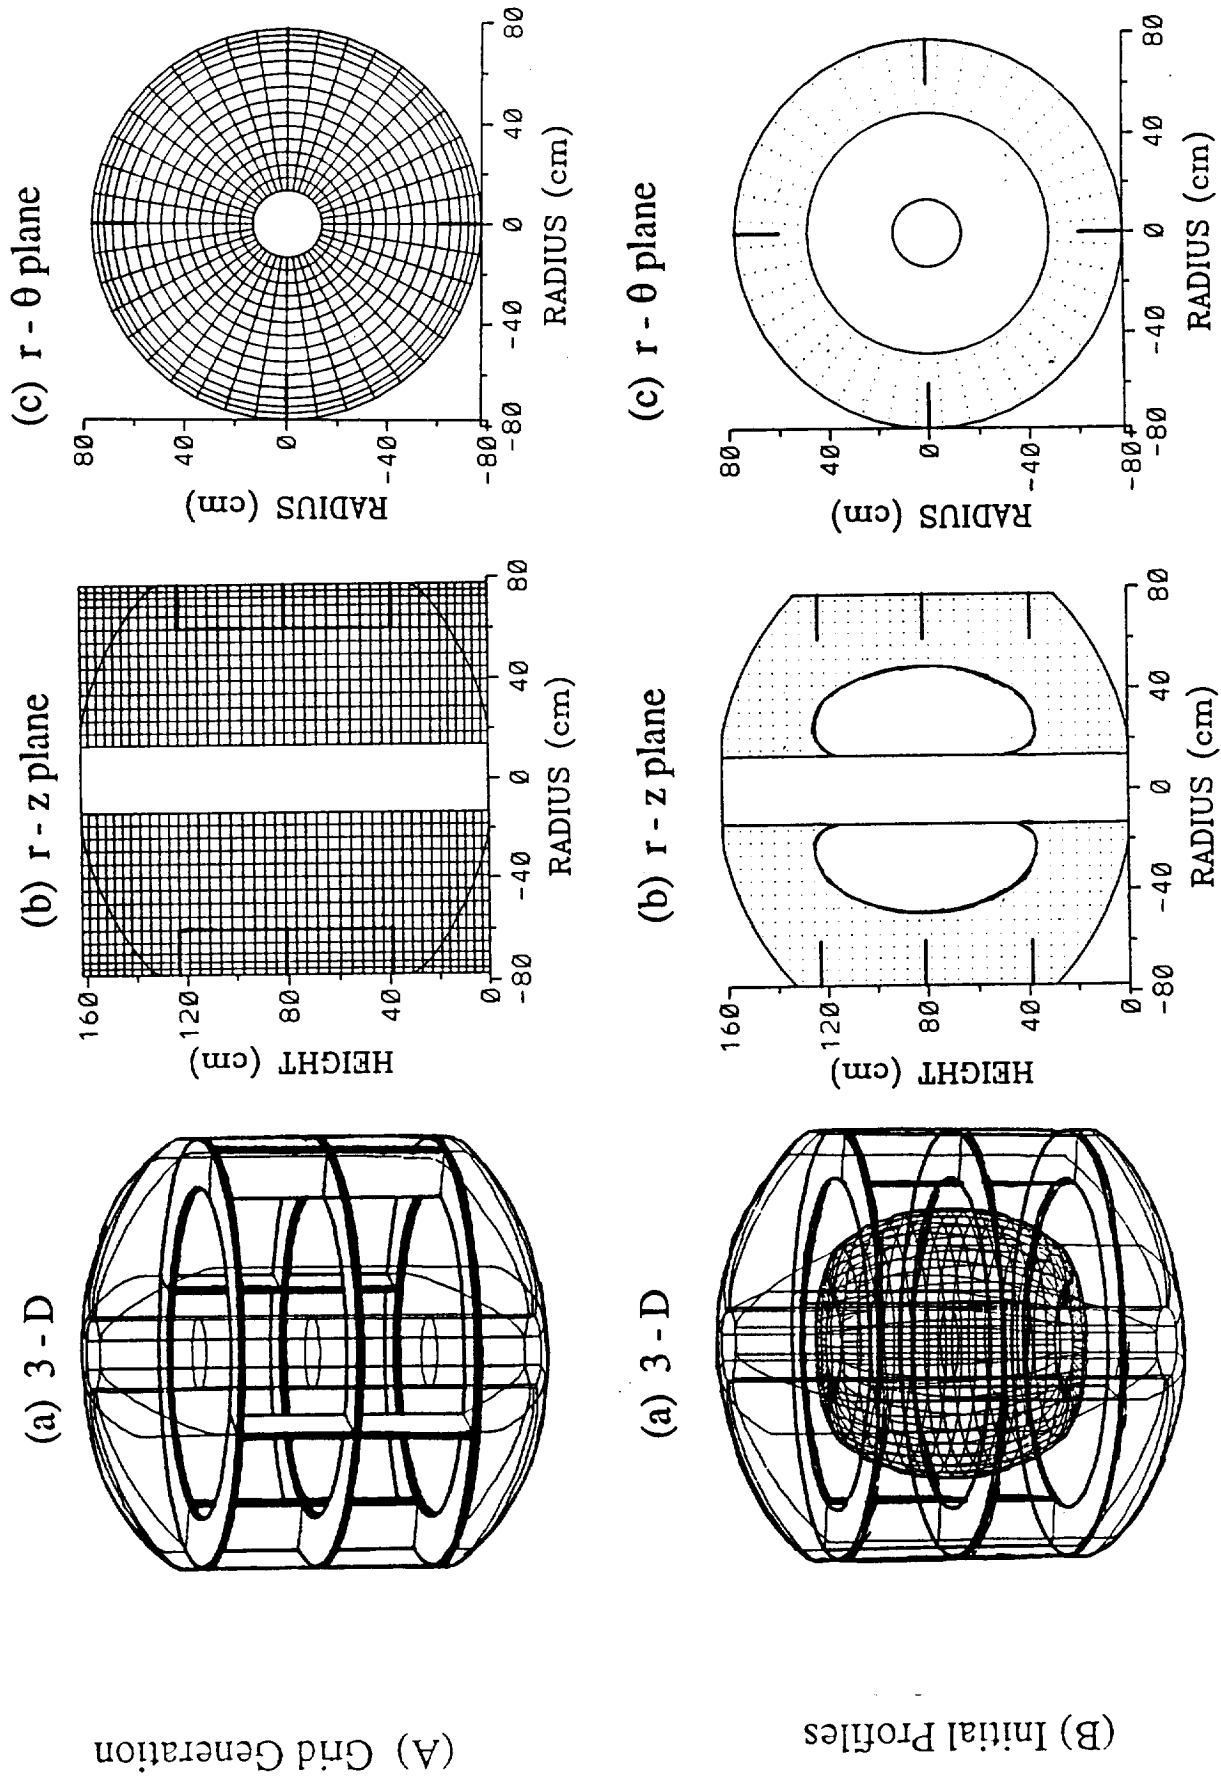 (A) Grid Generation
(a) 3 - D
(b) r - z plane
HEIGHT (cm)
160
120
80
40
0
-80
-40
0
40
80
RADIUS (cm)
(c) r - θ plane
RADIUS (cm)
80
40
0
-40
-80
-80
-40
0
40
80
RADIUS (cm)
(B) Initial Profiles
(a) 3 - D
(b) r - z plane
HEIGHT (cm)
160
120
80
40
0
-80
-40
0
40
80
RADIUS (cm)
(c) r - θ plane
RADIUS (cm)
80
40
0
-40
-80
-80
-40
0
40
80
RADIUS (cm)